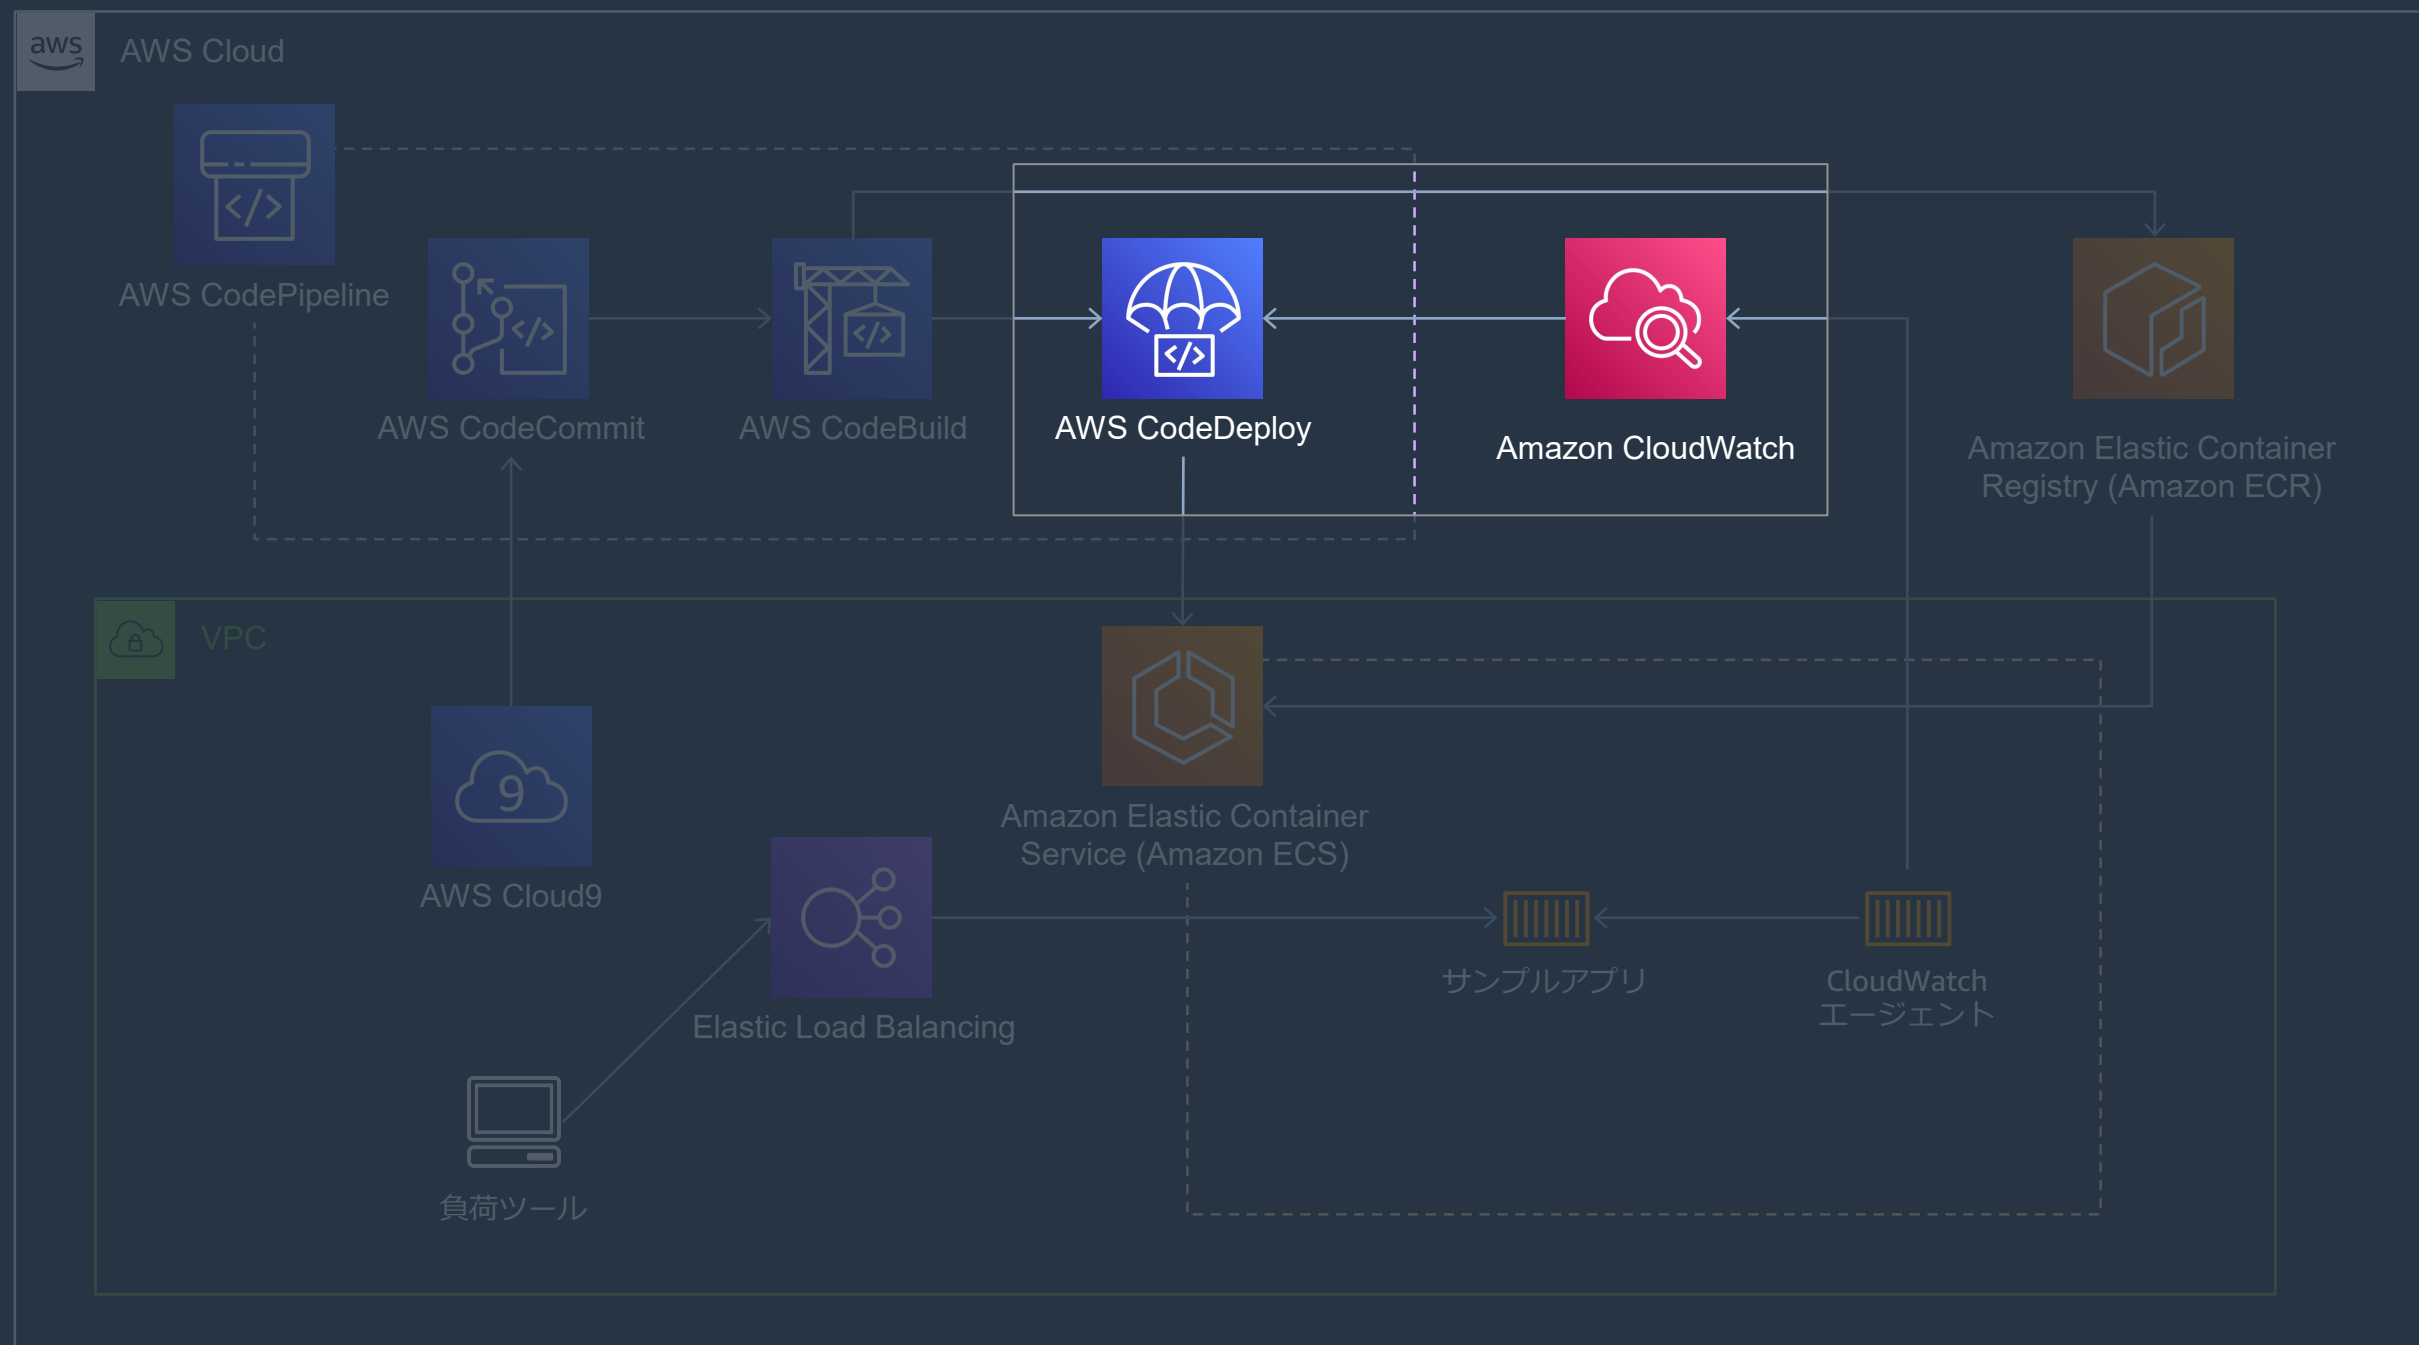 aws
AWS Cloud
AWS CodePipeline
AWS CodeCommit
AWS CodeBuild
AWS CodeDeploy
Amazon CloudWatch
Amazon Elastic Container
Registry (Amazon ECR)
VPC
9
AWS Cloud9
Amazon Elastic Container
Service (Amazon ECS)
Elastic Load Balancing
サンプルアプリ
CloudWatch
エージェント
負荷ツール